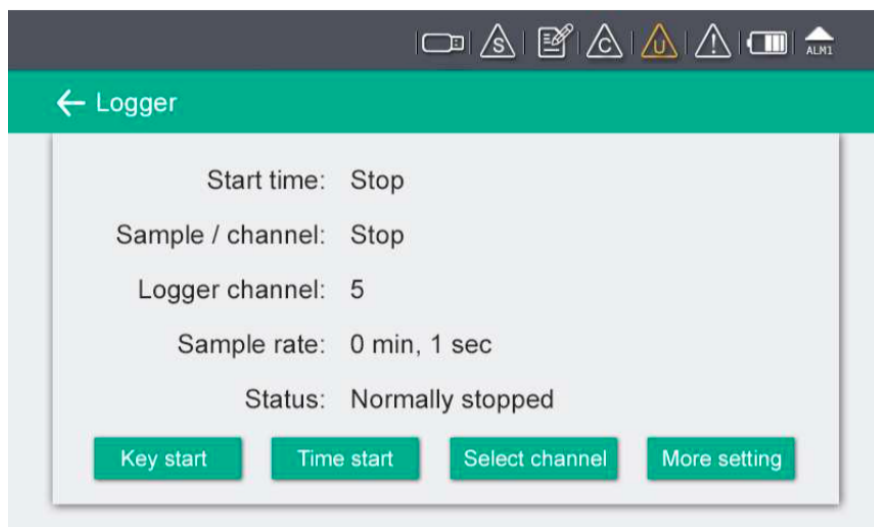 S C U ! ALM1
Logger
Start time: Stop
Sample / channel: Stop
Logger channel: 5
Sample rate: 0 min, 1 sec
Status: Normally stopped
Key start Time start Select channel More setting